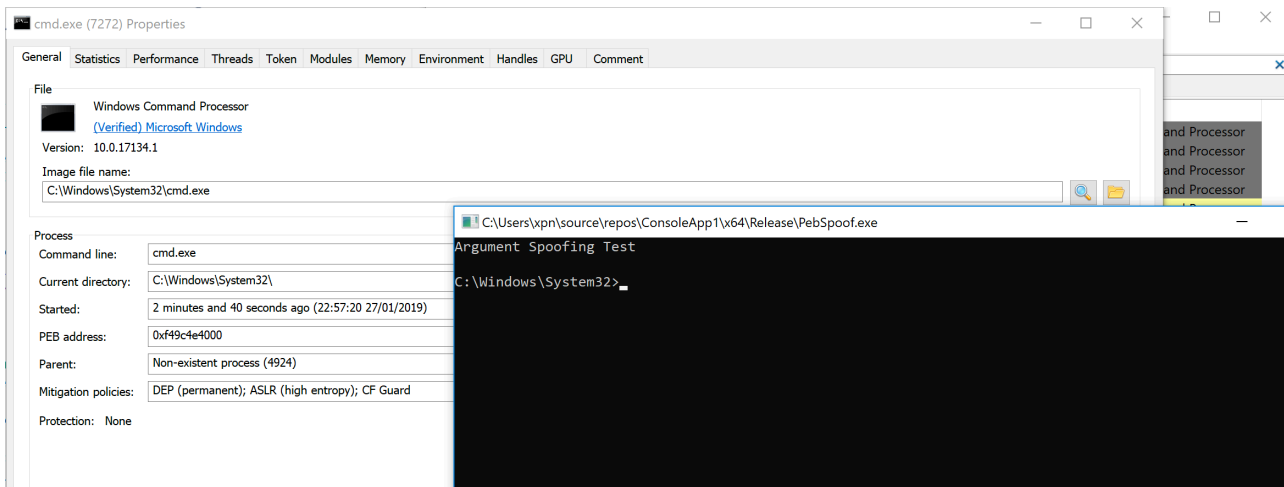 cmd.exe (7272) Properties
General Statistics Performance Threads Token Modules Memory Environment Handles GPU Comment
File
Windows Command Processor
(Verified) Microsoft Windows
Version: 10.0.17134.1
Image file name:
C:\Windows\System32\cmd.exe
Process
Command line: cmd.exe
Current directory: C:\Windows\System32\
Started: 2 minutes and 40 seconds ago (22:57:20 27/01/2019)
PEB address: 0xf49c4e4000
Parent: Non-existent process (4924)
Mitigation policies: DEP (permanent); ASLR (high entropy); CF Guard
Protection: None
and Processor
and Processor
and Processor
and Processor
C:\Users\xpn\source\repos\ConsoleApp1\x64\Release\PebSpoof.exe
Argument Spoofing Test
C:\Windows\System32>